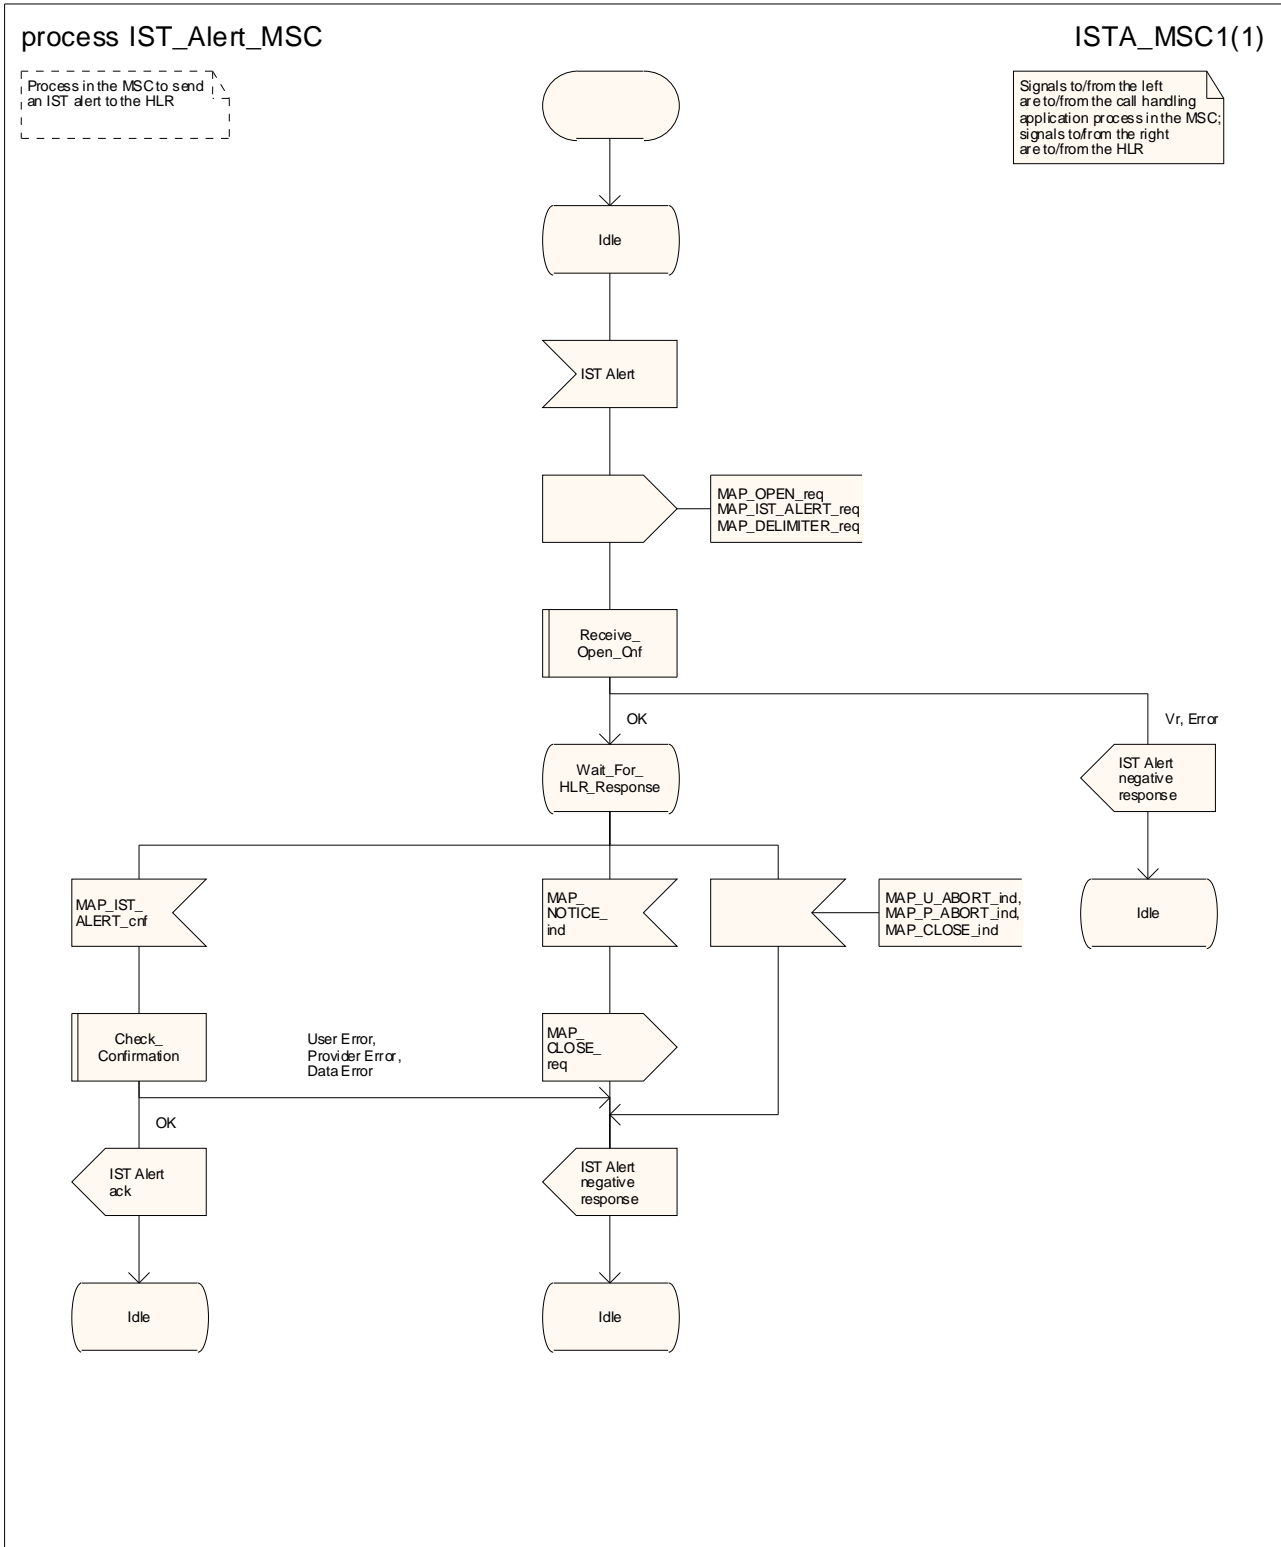 process IST_Alert_MSC
ISTA_MSC1(1)
Process in the MSC to send
an IST alert to the HLR
Signals to/from the left
are to/from the call handling
application process in the MSC;
signals to/from the right
are to/from the HLR
Idle
IST Alert
MAP_OPEN_req
MAP_IST_ALERT_req
MAP_DELIMITER_req
Receive_
Open_Cnf
OK
Vr, Error
Wait_For_
HLR_Response
IST Alert
negative
response
MAP_IST_
ALERT_cnf
MAP_
NOTICE_
ind
MAP_U_ABORT_ind,
MAP_P_ABORT_ind,
MAP_CLOSE_ind
Idle
Check_
Confirmation
User Error,
Provider Error,
Data Error
MAP_
CLOSE_
req
OK
IST Alert
ack
IST Alert
negative
response
Idle
Idle